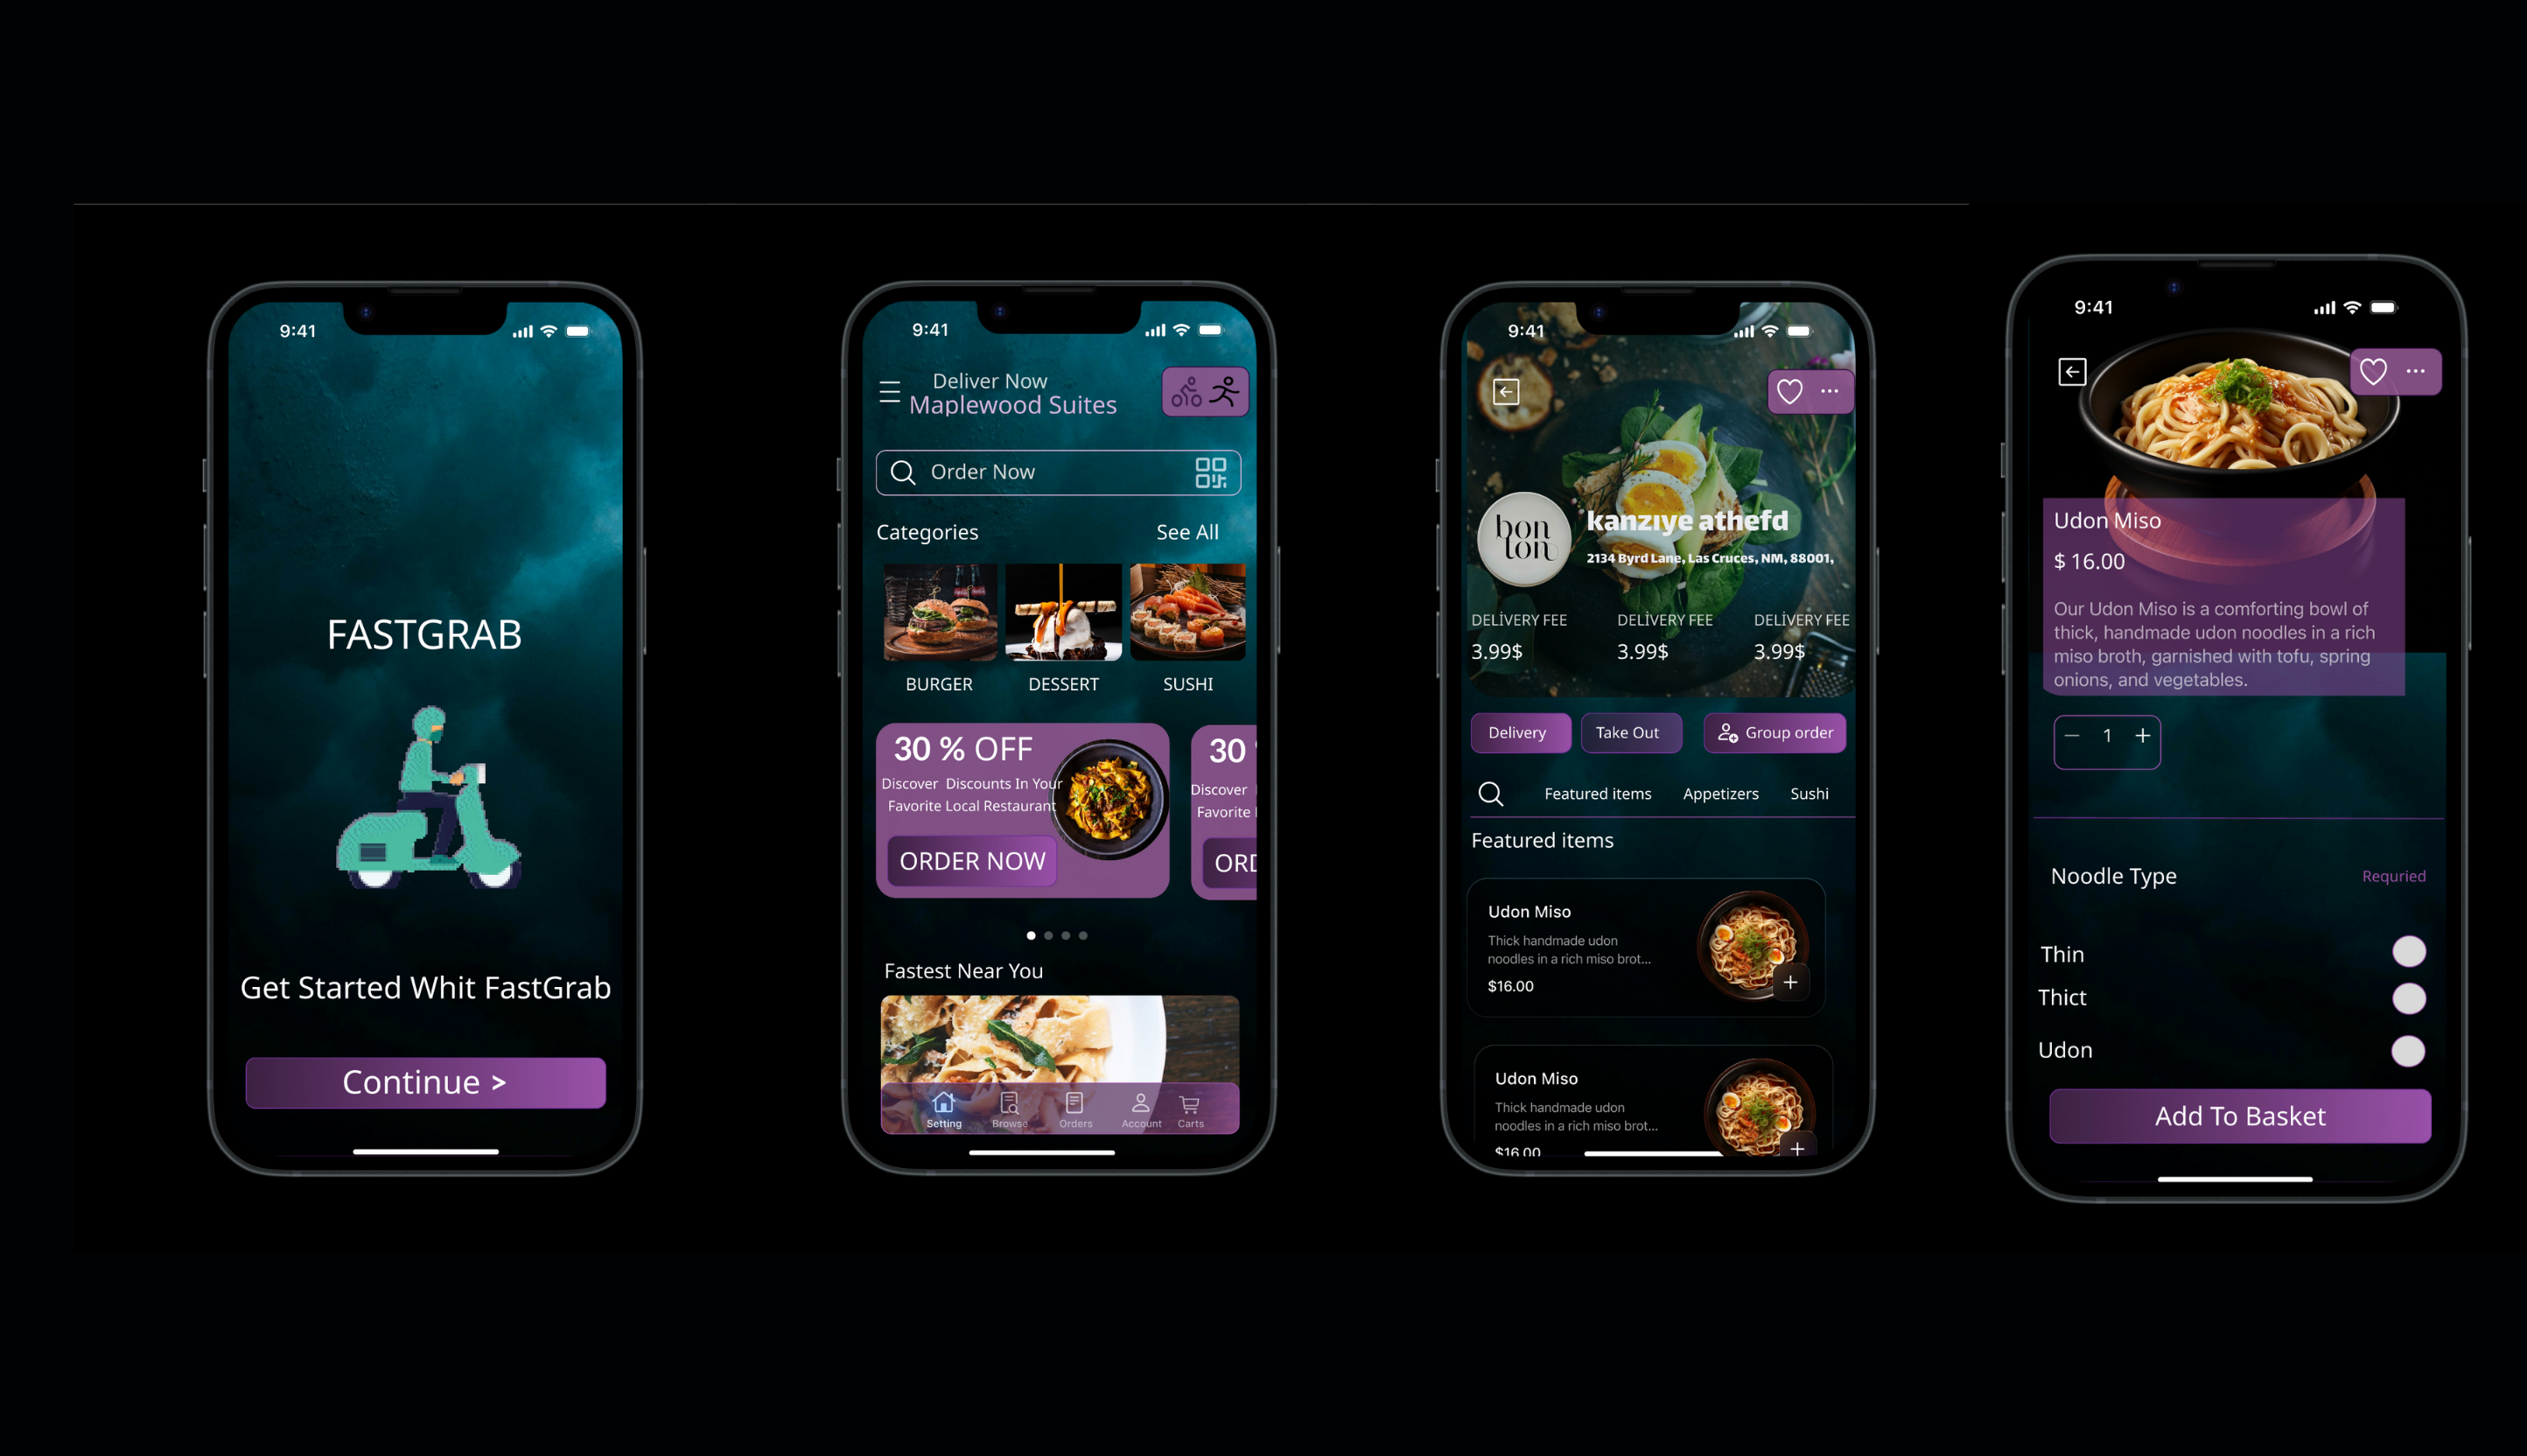 9:41
FASTGRAB
Get Started Whit FastGrab
Continue >
9:41
Deliver Now
Maplewood Suites
Order Now
Categories
See All
BURGER
DESSERT
SUSHI
30 % OFF
Discover Discounts In Your
Favorite Local Restaurant
ORDER NOW
30
Discover
Favorite
ORD
Fastest Near You
Setting
Browse
Orders
Account
Carts
9:41
bon
ton
kanzıye athefd
2134 Byrd Lane, Las Cruces, NM, 88001,
DELİVERY FEE
DELİVERY FEE
DELİVERY FEE
3.99$
3.99$
3.99$
Delivery
Take Out
Group order
Featured items
Appetizers
Sushi
Featured items
Udon Miso
Thick handmade udon
noodles in a rich miso brot...
$16.00
Udon Miso
Thick handmade udon
noodles in a rich miso brot...
$16.00
9:41
Udon Miso
$ 16.00
Our Udon Miso is a comforting bowl of
thick, handmade udon noodles in a rich
miso broth, garnished with tofu, spring
onions, and vegetables.
1
Noodle Type
Requried
Thin
Thict
Udon
Add To Basket